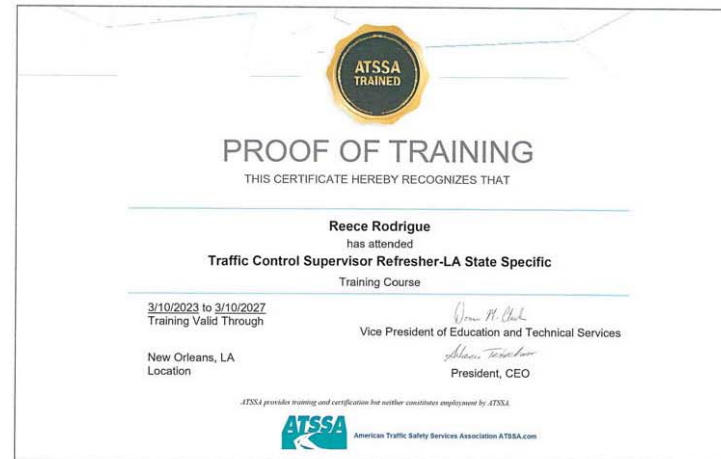 ATSSA
TRAINED
PROOF OF TRAINING
THIS CERTIFICATE HEREBY RECOGNIZES THAT
Reece Rodrigue
has attended
Traffic Control Supervisor Refresher-LA State Specific
Training Course
3/10/2023 to 3/10/2027
Training Valid Through
Vice President of Education and Technical Services
New Orleans, LA
Location
President, CEO
ATSSA provides training and certification but neither constitutes employment by ATSSA.
ATSSA
American Traffic Safety Services Association ATSSA.com